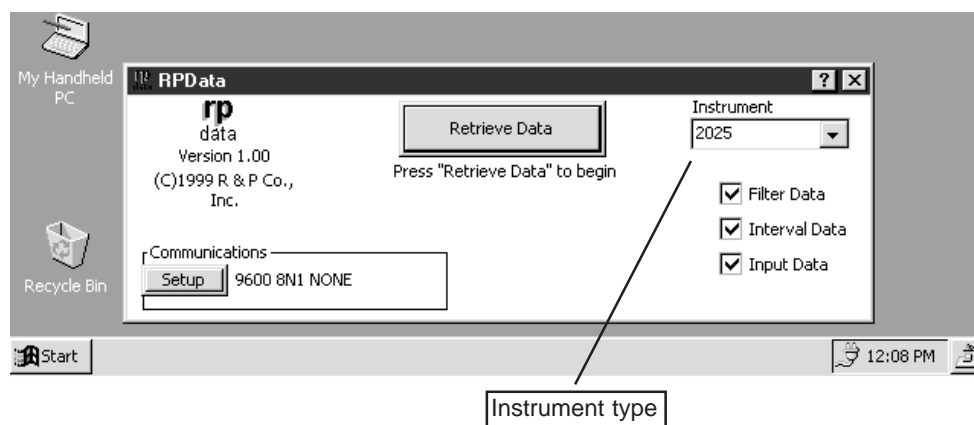 My Handheld
PC
Recycle Bin
RPData
rp
data
Version 1.00
(C)1999 R & P Co.,
Inc.
Communications
Setup 9600 8N1 NONE
Retrieve Data
Press "Retrieve Data" to begin
Instrument
2025
Filter Data
Interval Data
Input Data
Start
12:08 PM
Instrument type